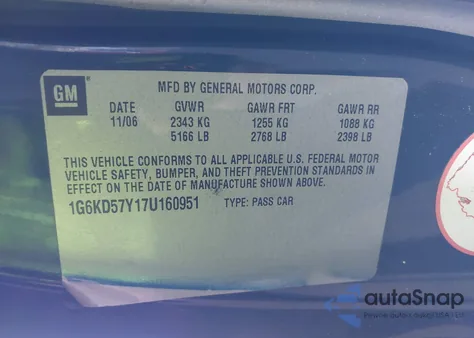 GM
MFD BY GENERAL MOTORS CORP.
DATE GVWR GAWR FRT GAWR RR
11/06 2343 KG 1255 KG 1088 KG
5166 LB 2768 LB 2398 LB
THIS VEHICLE CONFORMS TO ALL APPLICABLE U.S. FEDERAL MOTOR
VEHICLE SAFETY, BUMPER, AND THEFT PREVENTION STANDARDS IN
EFFECT ON THE DATE OF MANUFACTURE SHOWN ABOVE.
1G6KD57Y17U160951 TYPE: PASS CAR
autoSnap